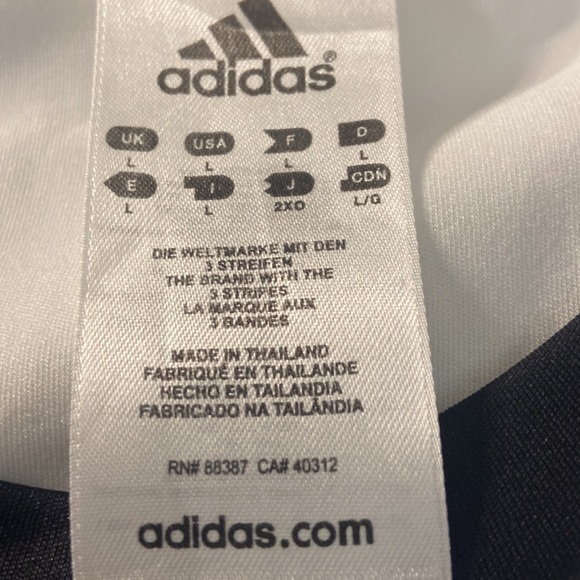 adidas®
UK USA F D
L L L L
E I J CDN
L L 2XO L/G
DIE WELTMARKE MIT DEN
3 STREIFEN
THE BRAND WITH THE
3 STRIPES
LA MARQUE AUX
3 BANDES
MADE IN THAILAND
FABRIQUÉ EN THAILANDE
HECHO EN TAILANDIA
FABRICADO NA TAILÂNDIA
RN# 88387 CA# 40312
adidas.com